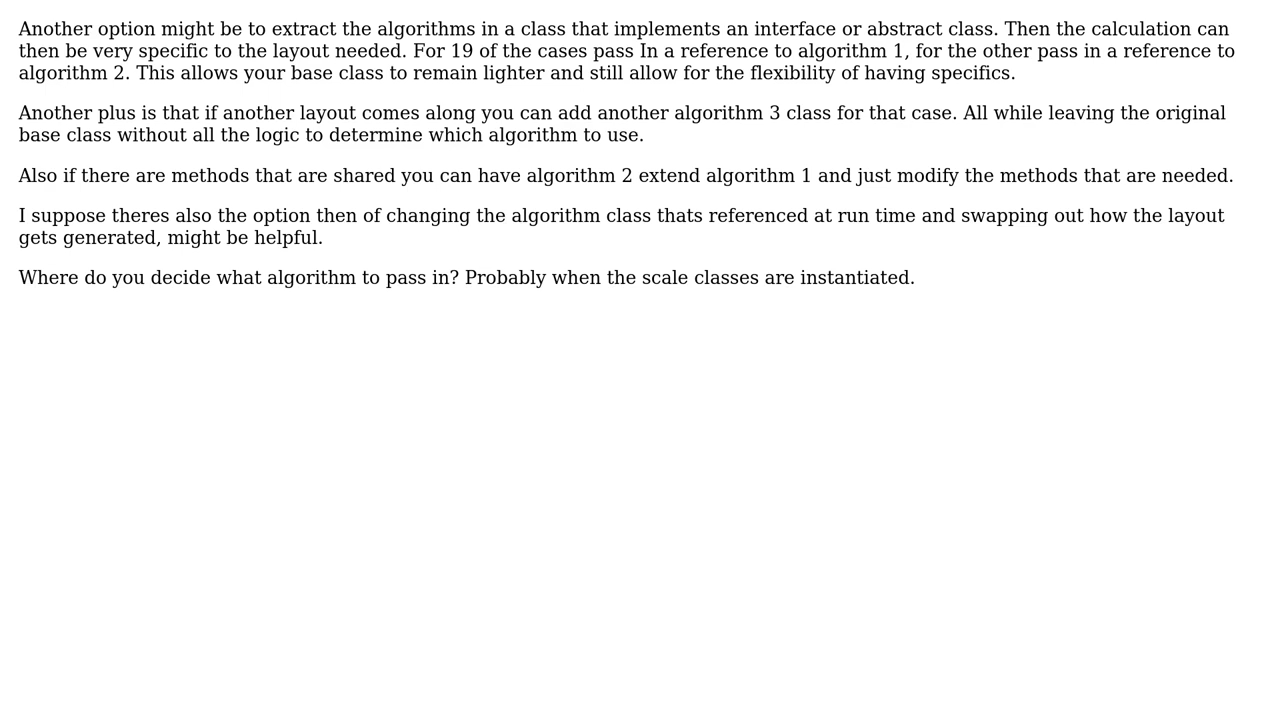 Another option might be to extract the algorithms in a class that implements an interface or abstract class. Then the calculation can
then be very specific to the layout needed. For 19 of the cases pass In a reference to algorithm 1, for the other pass in a reference to
algorithm 2. This allows your base class to remain lighter and still allow for the flexibility of having specifics.
Another plus is that if another layout comes along you can add another algorithm 3 class for that case. All while leaving the original
base class without all the logic to determine which algorithm to use.
Also if there are methods that are shared you can have algorithm 2 extend algorithm 1 and just modify the methods that are needed.
I suppose theres also the option then of changing the algorithm class thats referenced at run time and swapping out how the layout
gets generated, might be helpful.
Where do you decide what algorithm to pass in? Probably when the scale classes are instantiated.